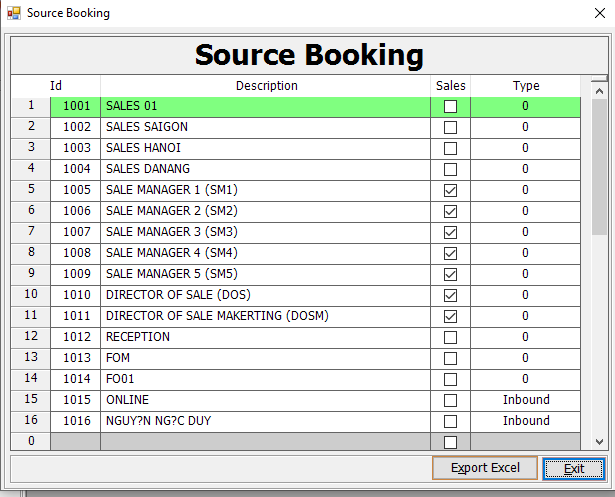 Source Booking
Source Booking
Id Description Sales Type
1 1001 SALES 01 0
2 1002 SALES SAIGON 0
3 1003 SALES HANOI 0
4 1004 SALES DANANG 0
5 1005 SALE MANAGER 1 (SM1) 0
6 1006 SALE MANAGER 2 (SM2) 0
7 1007 SALE MANAGER 3 (SM3) 0
8 1008 SALE MANAGER 4 (SM4) 0
9 1009 SALE MANAGER 5 (SM5) 0
10 1010 DIRECTOR OF SALE (DOS) 0
11 1011 DIRECTOR OF SALE MAKERTING (DOSM) 0
12 1012 RECEPTION 0
13 1013 FOM 0
14 1014 FO01 0
15 1015 ONLINE Inbound
16 1016 NGUY?N NG?C DUY Inbound
0
Export Excel Exit